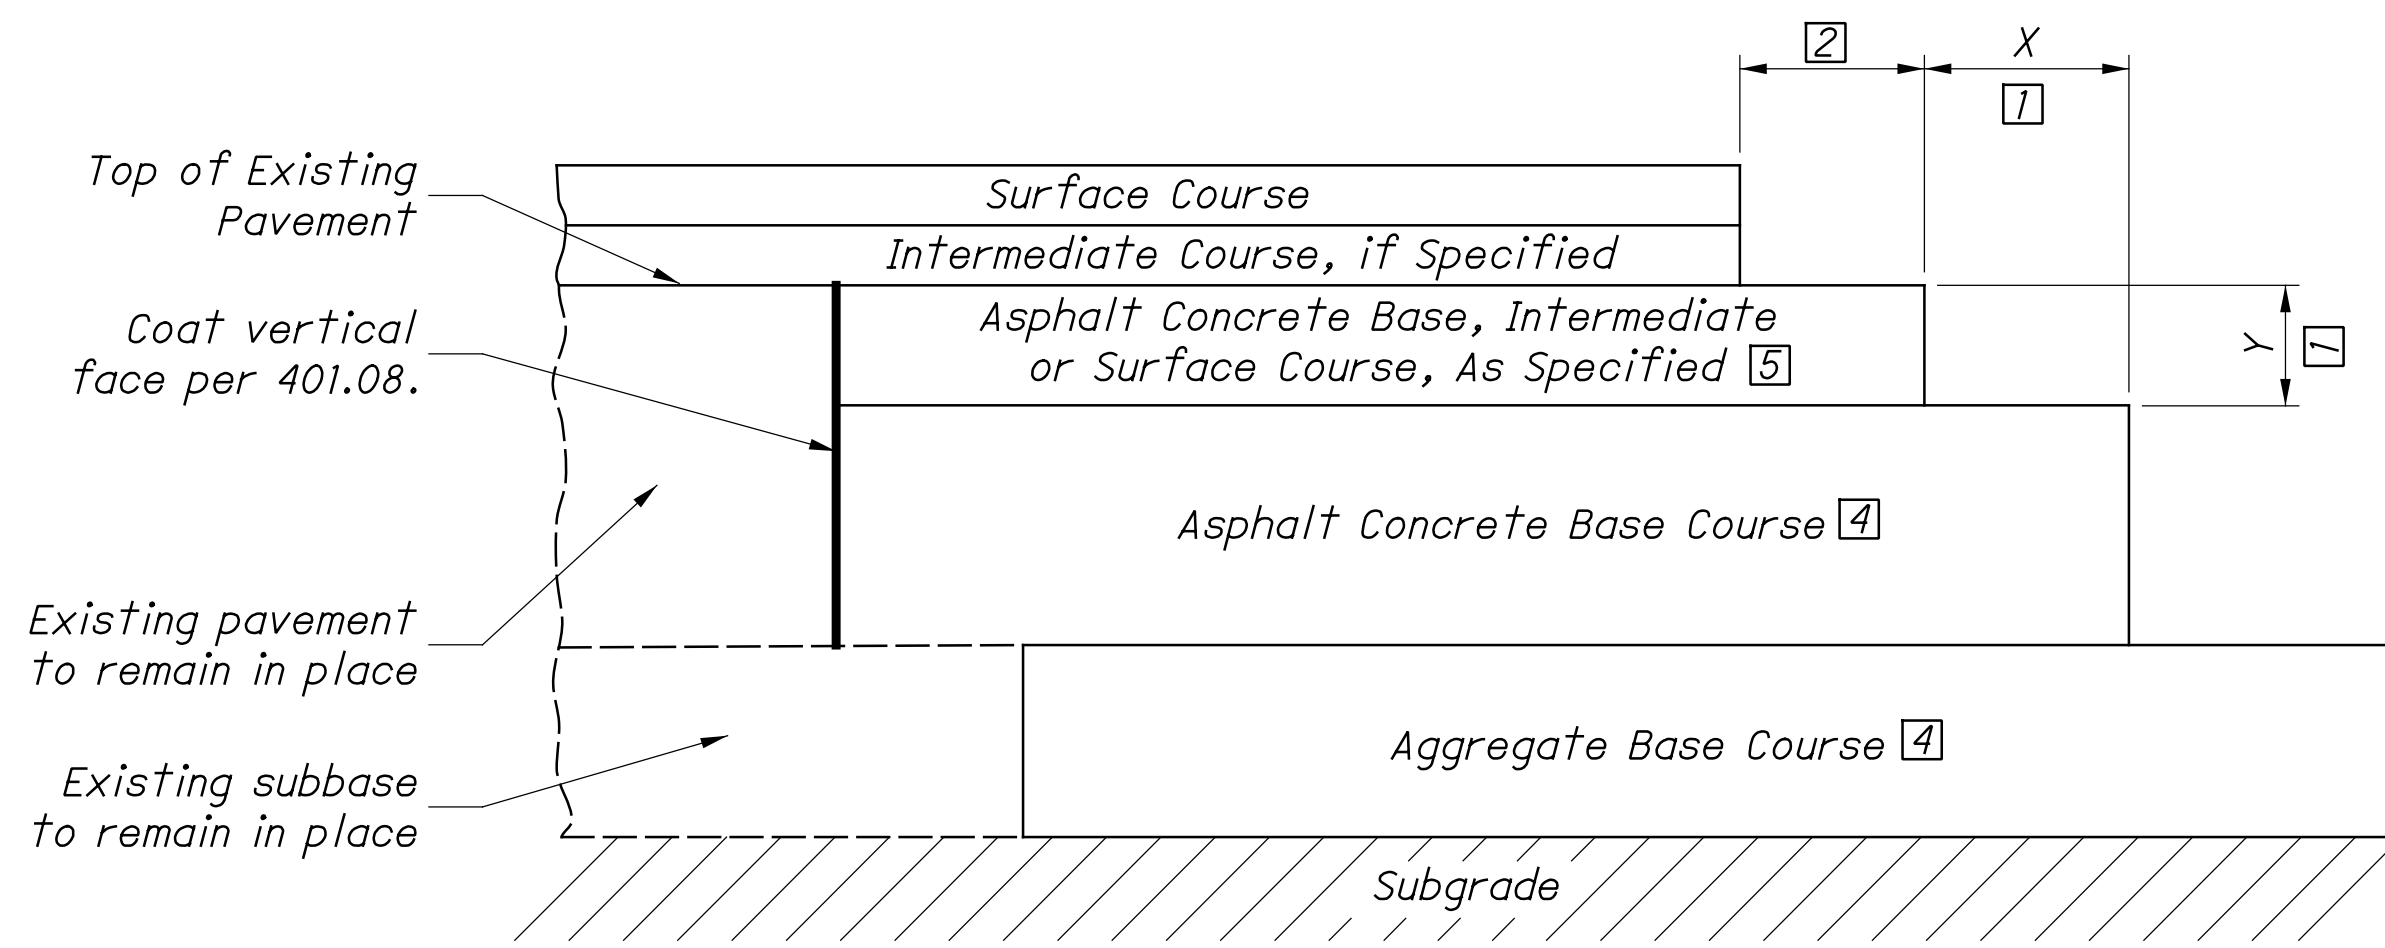 2
X
1
Top of Existing
Pavement
Surface Course
Intermediate Course, if Specified
Asphalt Concrete Base, Intermediate
or Surface Course, As Specified 5
Y
1
Coat vertical
face per 401.08.
Asphalt Concrete Base Course 4
Existing pavement
to remain in place
Aggregate Base Course 4
Existing subbase
to remain in place
Subgrade